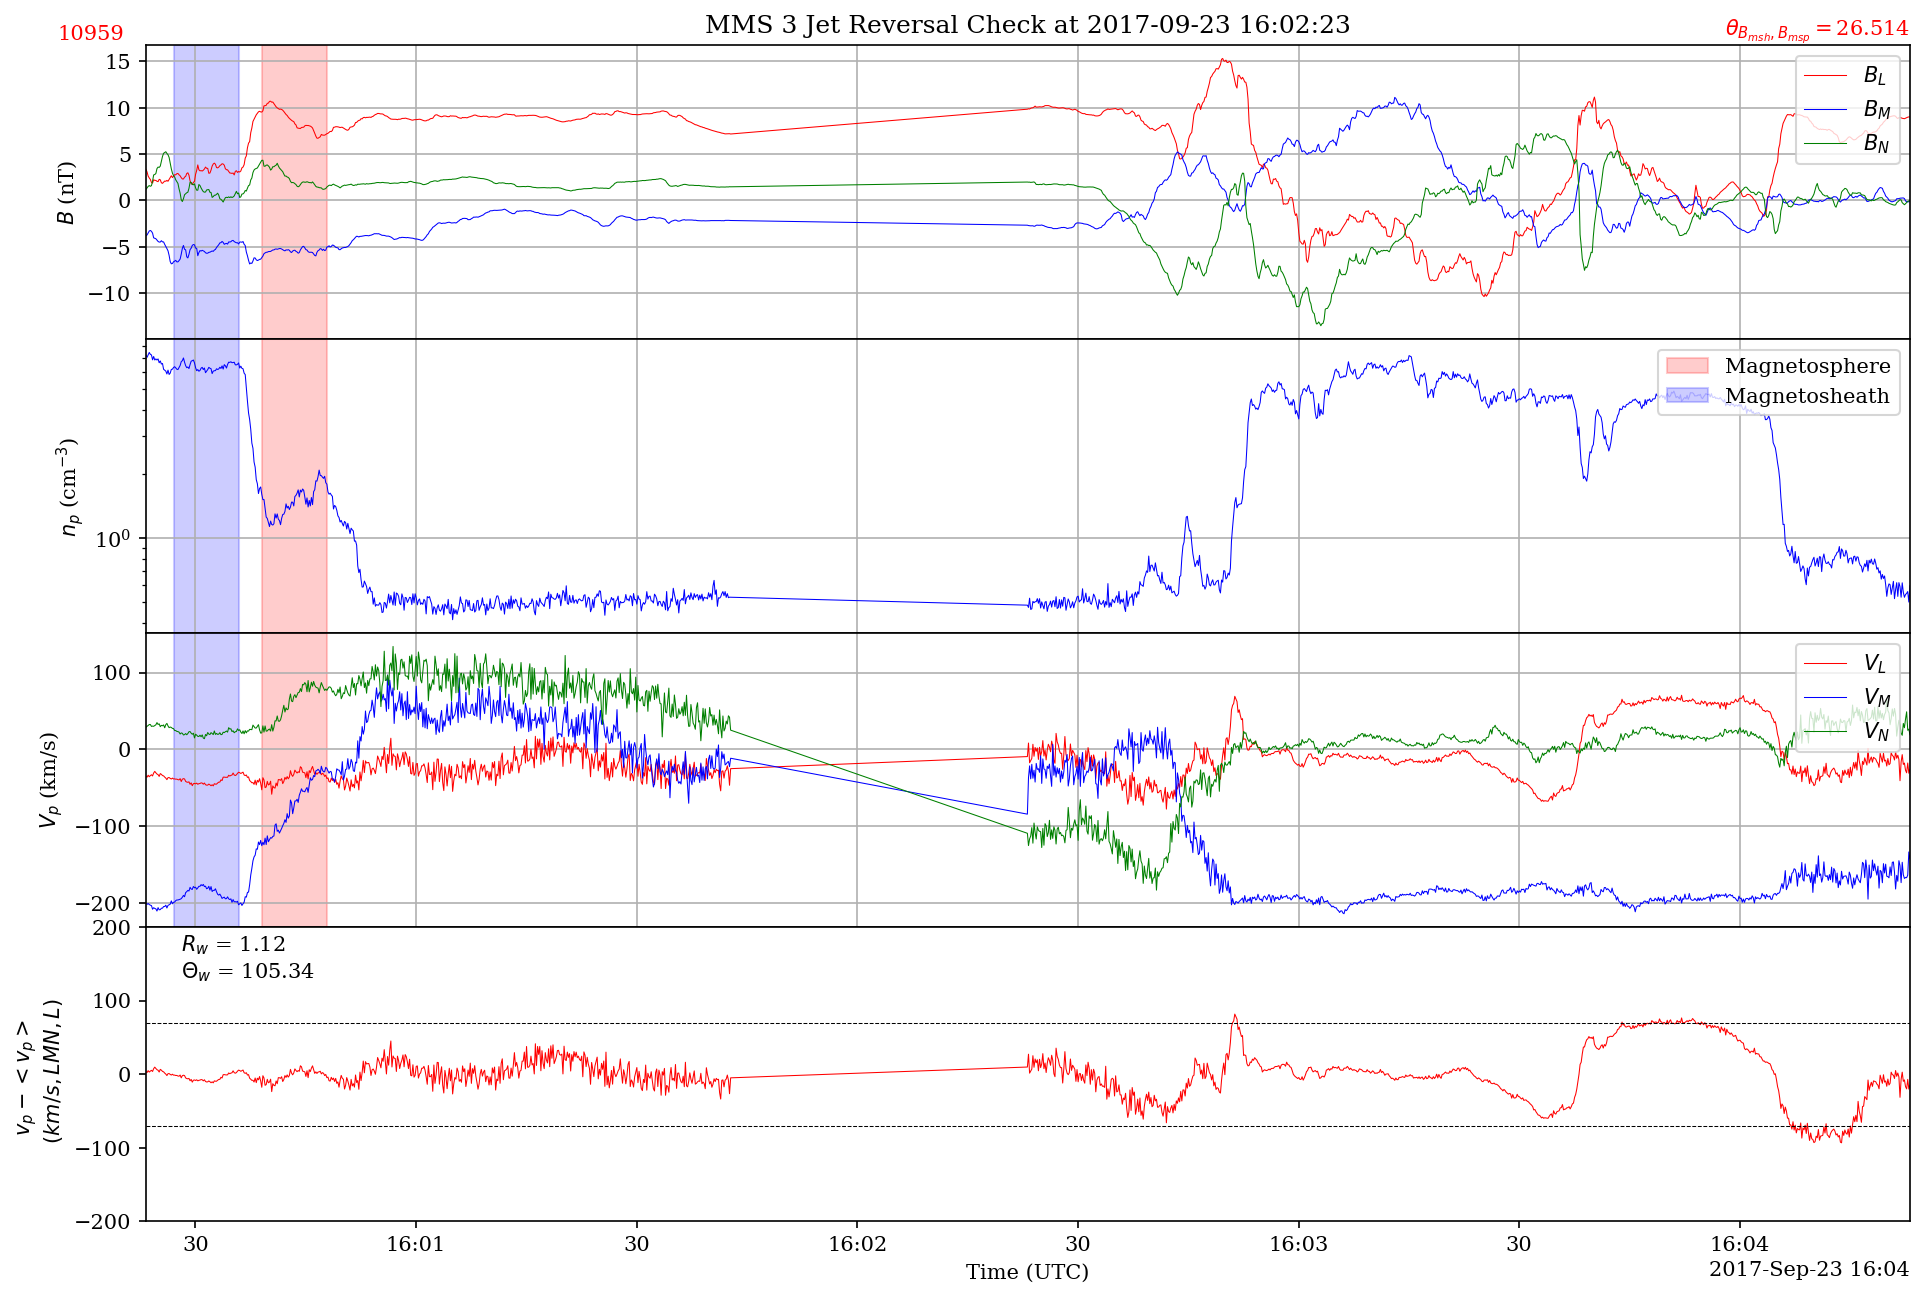 MMS 3 Jet Reversal Check at 2017-09-23 16:02:23
10959
θ_{B_{msh}, B_{msp}} = 26.514
B (nT)
15
10
5
0
−5
−10
B_L
B_M
B_N
n_p (cm⁻³)
10⁰
Magnetosphere
Magnetosheath
V_p (km/s)
100
0
−100
−200
V_L
V_M
V_N
v_p − < v_p >
(km/s, LMN, L)
200
100
0
−100
−200
R_w = 1.12
Θ_w = 105.34
30
16:01
30
16:02
30
16:03
30
16:04
Time (UTC)
2017-Sep-23 16:04